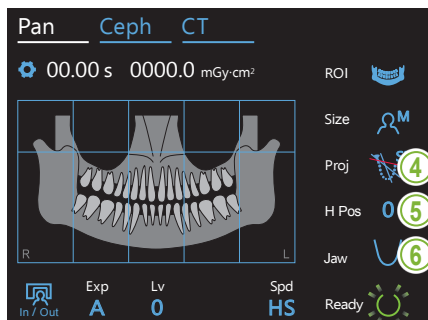 Pan Ceph CT
00.00 s 0000.0 mGy·cm²
ROI
Size M
Proj S 4
H Pos 0 5
Jaw 6
R L
In / Out
Exp Lv Spd
A 0 HS
Ready